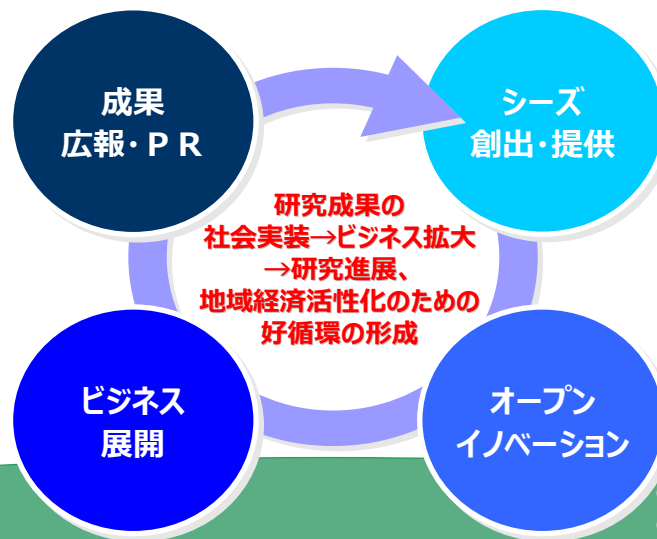 成果
広報・ＰＲ
シーズ
創出・提供
研究成果の
社会実装→ビジネス拡大
→研究進展、
地域経済活性化のための
好循環の形成
ビジネス
展開
オープン
イノベーション